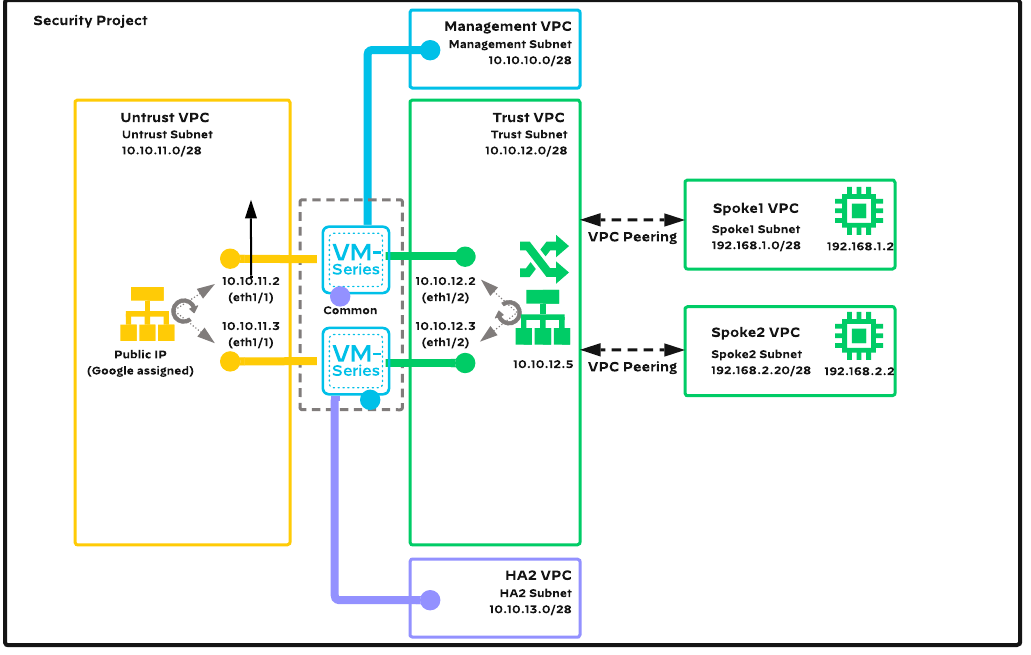 Security Project
Management VPC
Management Subnet
10.10.10.0/28
Untrust VPC
Untrust Subnet
10.10.11.0/28
Trust VPC
Trust Subnet
10.10.12.0/28
VM-
Series
Common
VM-
Series
10.10.11.2
(eth1/1)
10.10.11.3
(eth1/1)
Public IP
(Google assigned)
10.10.12.2
(eth1/2)
10.10.12.3
(eth1/2)
10.10.12.5
VPC Peering
VPC Peering
Spoke1 VPC
Spoke1 Subnet
192.168.1.0/28
192.168.1.2
Spoke2 VPC
Spoke2 Subnet
192.168.2.20/28
192.168.2.2
HA2 VPC
HA2 Subnet
10.10.13.0/28